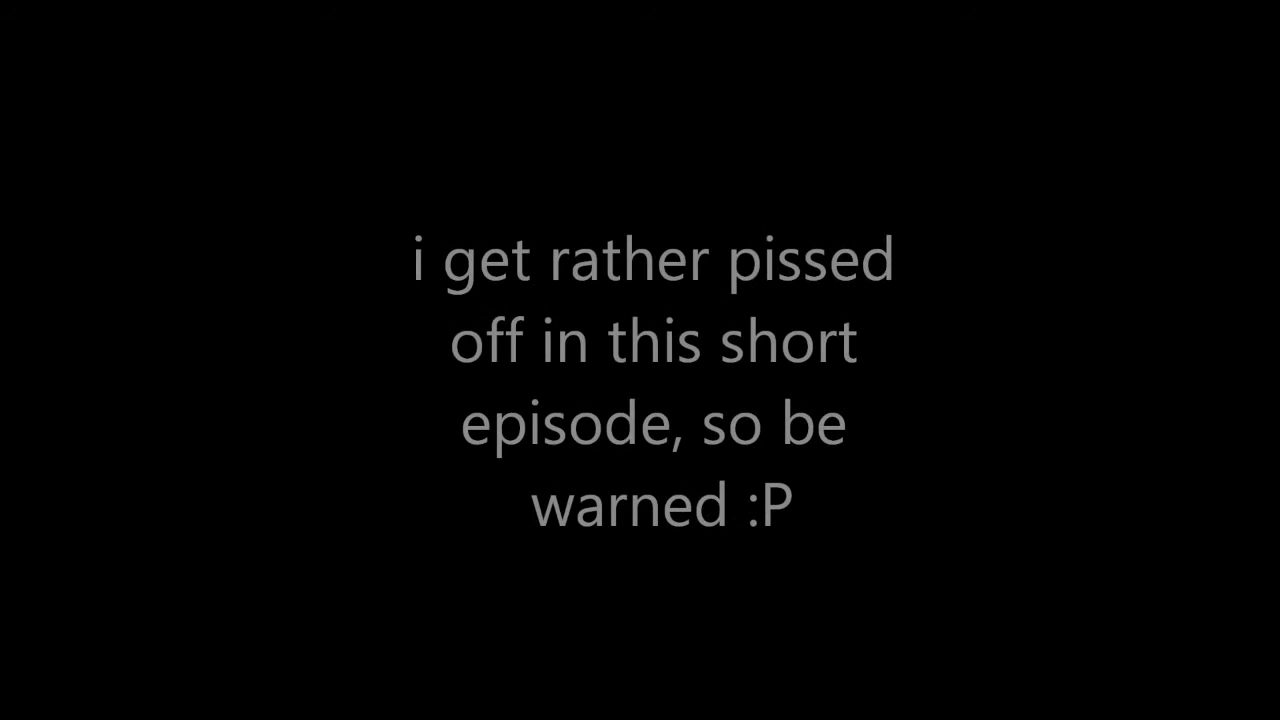 i get rather pissed
off in this short
episode, so be
warned :P